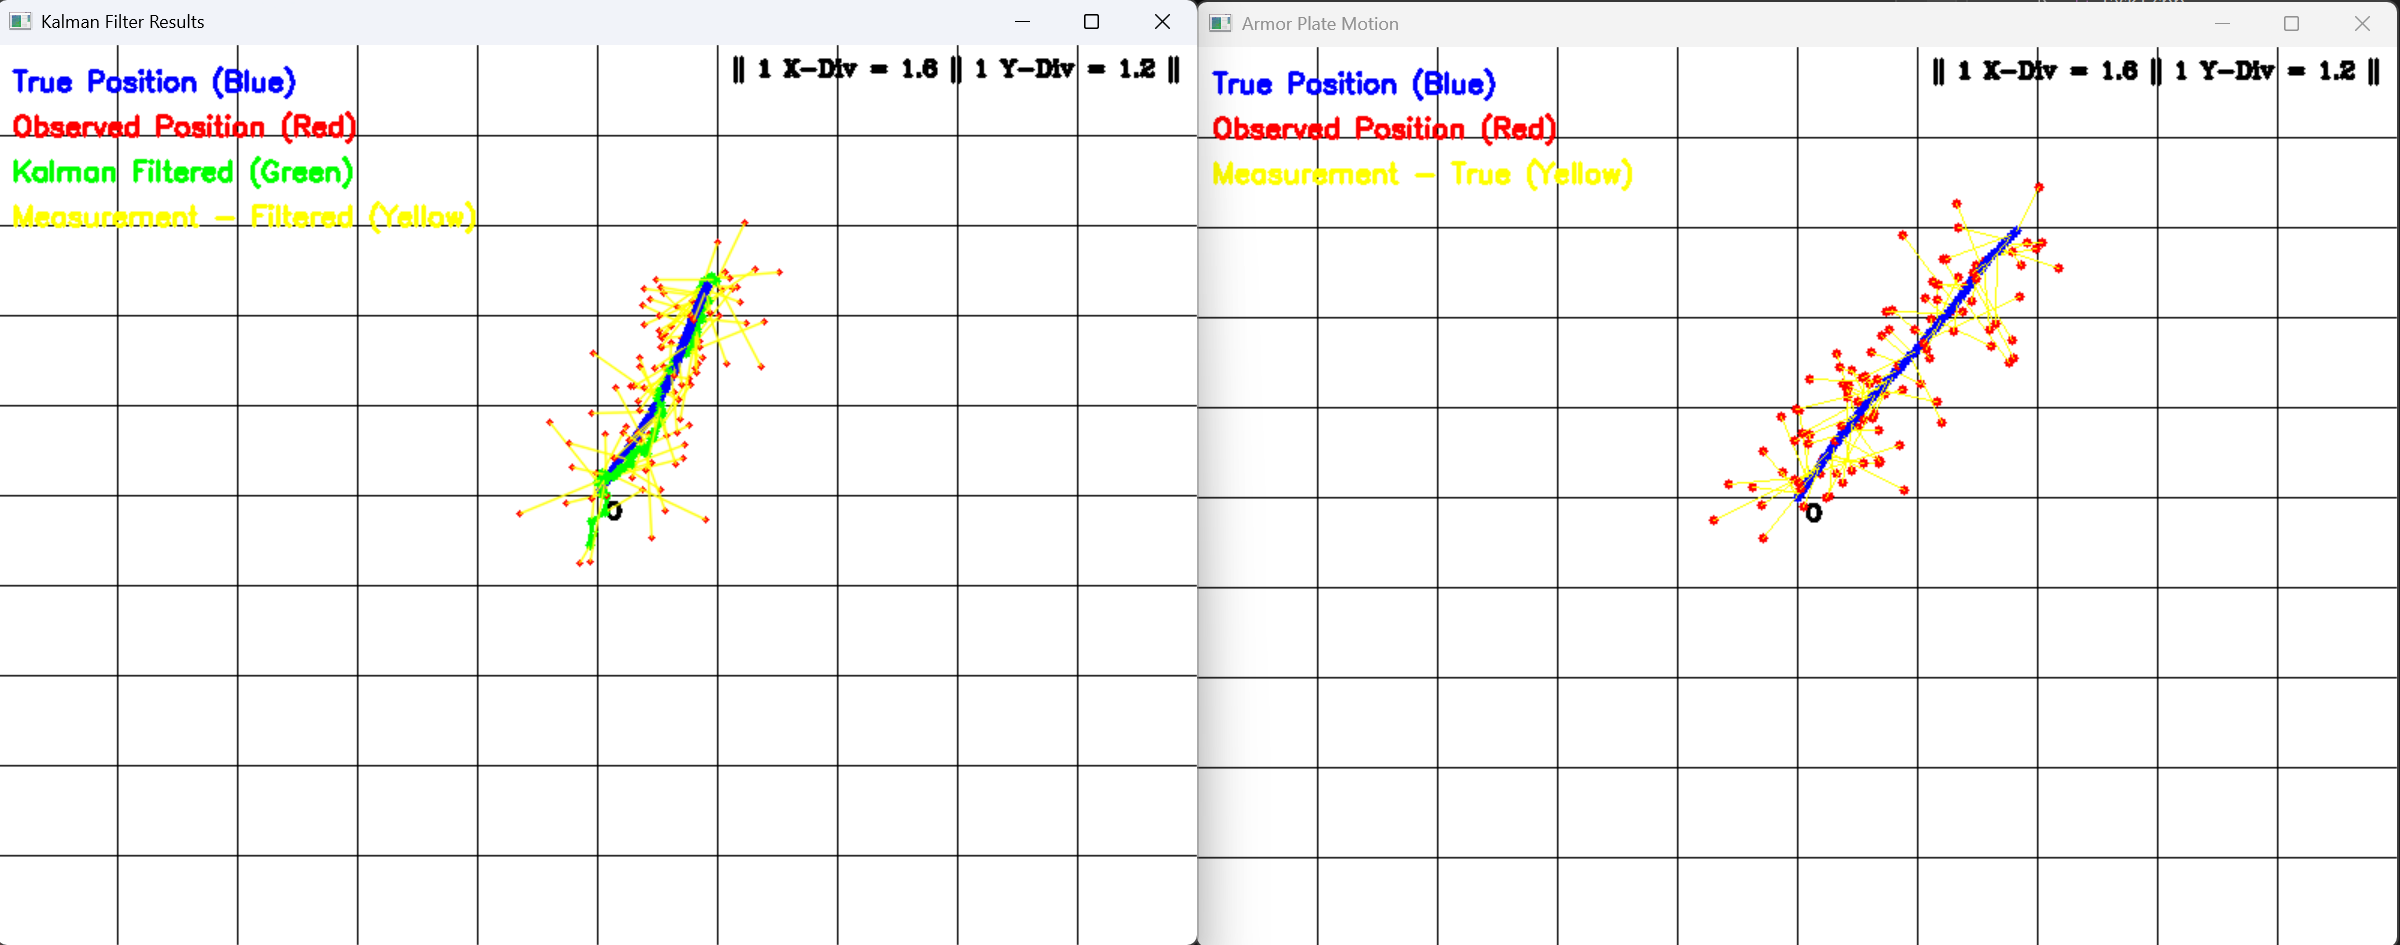 Kalman Filter Results
|| 1 X-Div = 1.6 || 1 Y-Div = 1.2 ||
True Position (Blue)
Observed Position (Red)
Kalman Filtered (Green)
Measurement - Filtered (Yellow)
O
Armor Plate Motion
|| 1 X-Div = 1.6 || 1 Y-Div = 1.2 ||
True Position (Blue)
Observed Position (Red)
Measurement - True (Yellow)
O